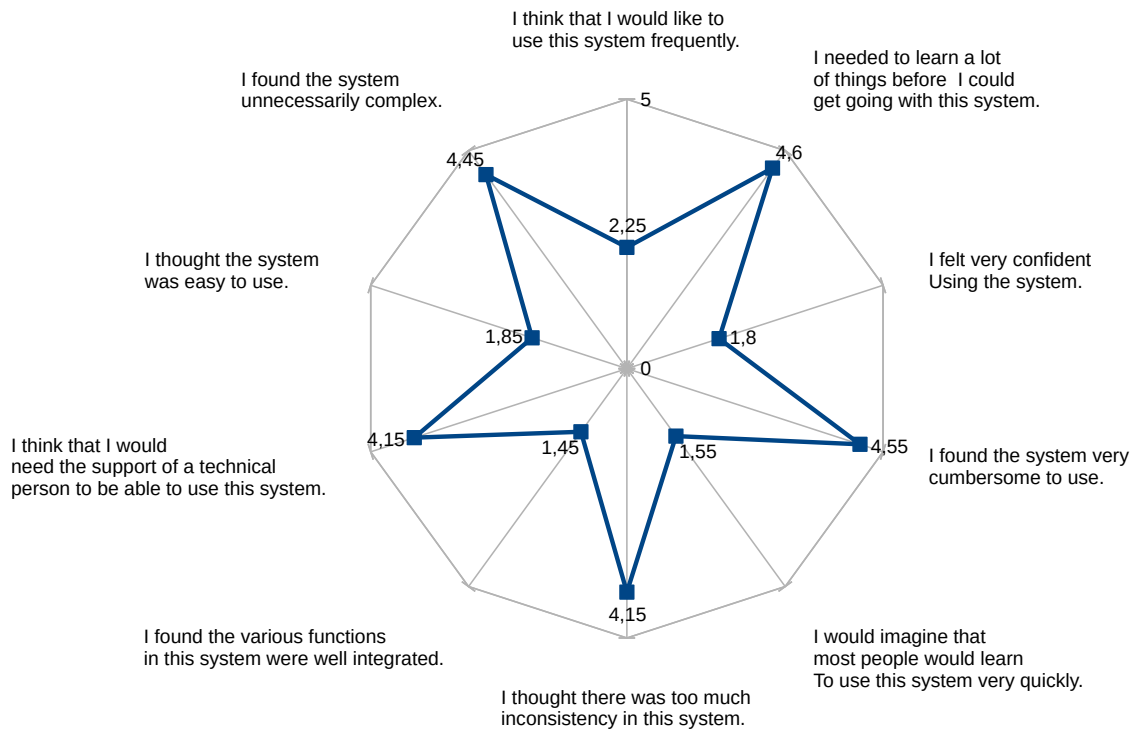 I think that I would like to
use this system frequently.
I needed to learn a lot
of things before  I could
get going with this system.
I found the system
unnecessarily complex.
5
4,45
4,6
2,25
I thought the system
was easy to use.
I felt very confident
Using the system.
1,85
1,8
0
I think that I would
need the support of a technical
person to be able to use this system.
4,15
1,45
1,55
4,55
I found the system very
cumbersome to use.
4,15
I found the various functions
in this system were well integrated.
I would imagine that
most people would learn
To use this system very quickly.
I thought there was too much
inconsistency in this system.